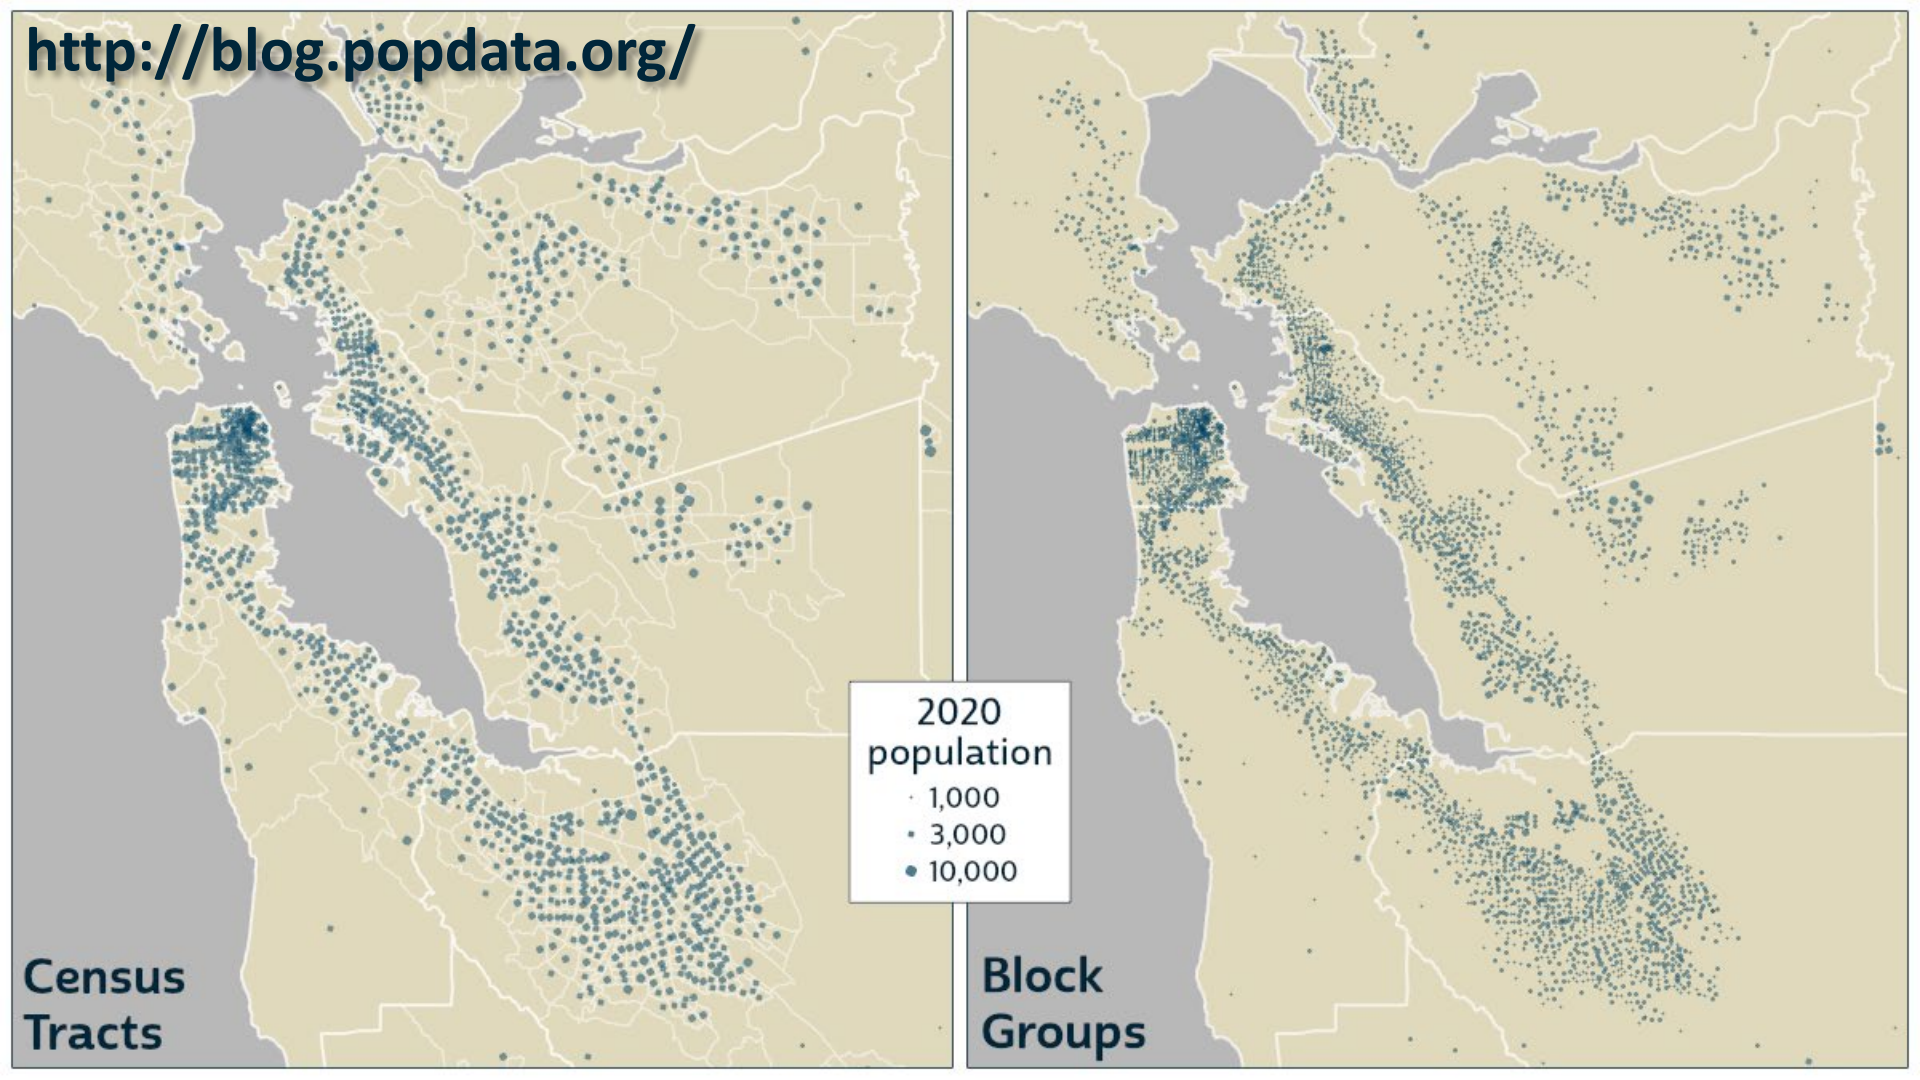 http://blog.popdata.org/
2020
population
1,000
3,000
10,000
Census
Tracts
Block
Groups